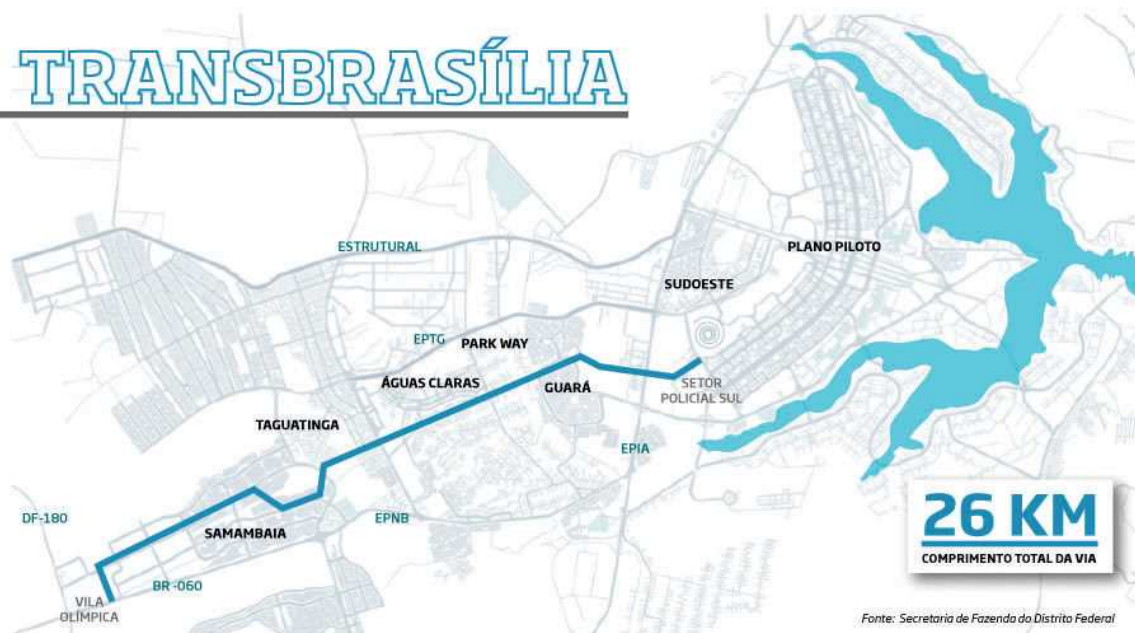 TRANSBRASÍLIA
ESTRUTURAL
PLANO PILOTO
SUDOESTE
EPTG
PARK WAY
ÁGUAS CLARAS
GUARÁ
SETOR
POLICIAL SUL
TAGUATINGA
EPIA
DF-180
EPNB
SAMAMBAIA
BR -060
VILA
OLÍMPICA
26 KM
COMPRIMENTO TOTAL DA VIA
Fonte: Secretaria de Fazenda do Distrito Federal